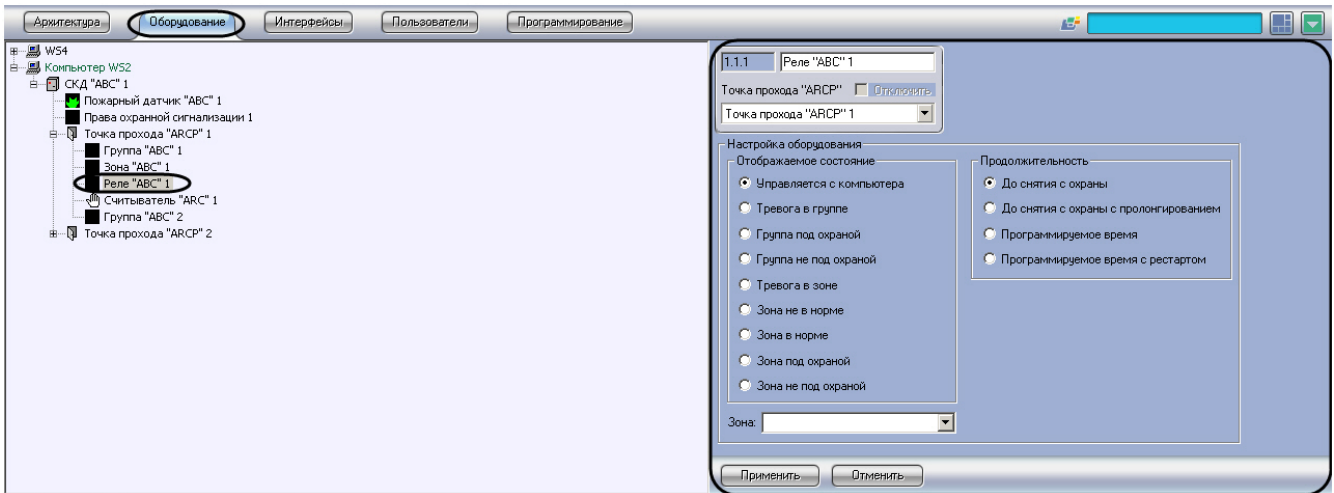 Архитектура Оборудование Интерфейсы Пользователи Программирование
WS4
Компьютер WS2
СКД "ABC" 1
Пожарный датчик "ABC" 1
Права охранной сигнализации 1
Точка прохода "ARCP" 1
Группа "ABC" 1
Зона "ABC" 1
Реле "ABC" 1
Считыватель "ARC" 1
Группа "ABC" 2
Точка прохода "ARCP" 2
1.1.1 Реле "ABC" 1
Точка прохода "ARCP" Отключить
Точка прохода "ARCP" 1
Настройка оборудования
Отображаемое состояние
Управляется с компьютера
Тревога в группе
Группа под охраной
Группа не под охраной
Тревога в зоне
Зона не в норме
Зона в норме
Зона под охраной
Зона не под охраной
Продолжительность
До снятия с охраны
До снятия с охраны с пролонгированием
Программируемое время
Программируемое время с рестартом
Зона:
Применить Отменить